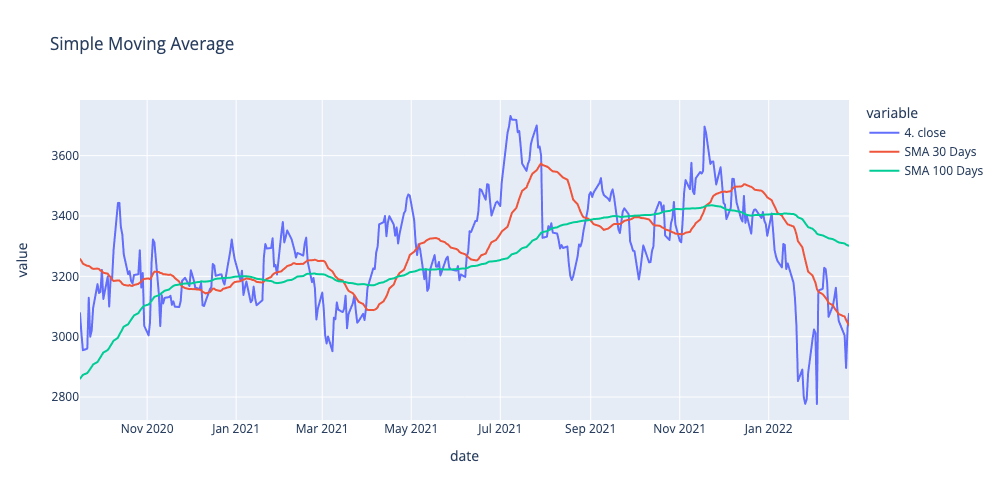 Simple Moving Average
variable
4. close
SMA 30 Days
SMA 100 Days
value
3600
3400
3200
3000
2800
Nov 2020
Jan 2021
Mar 2021
May 2021
Jul 2021
Sep 2021
Nov 2021
Jan 2022
date